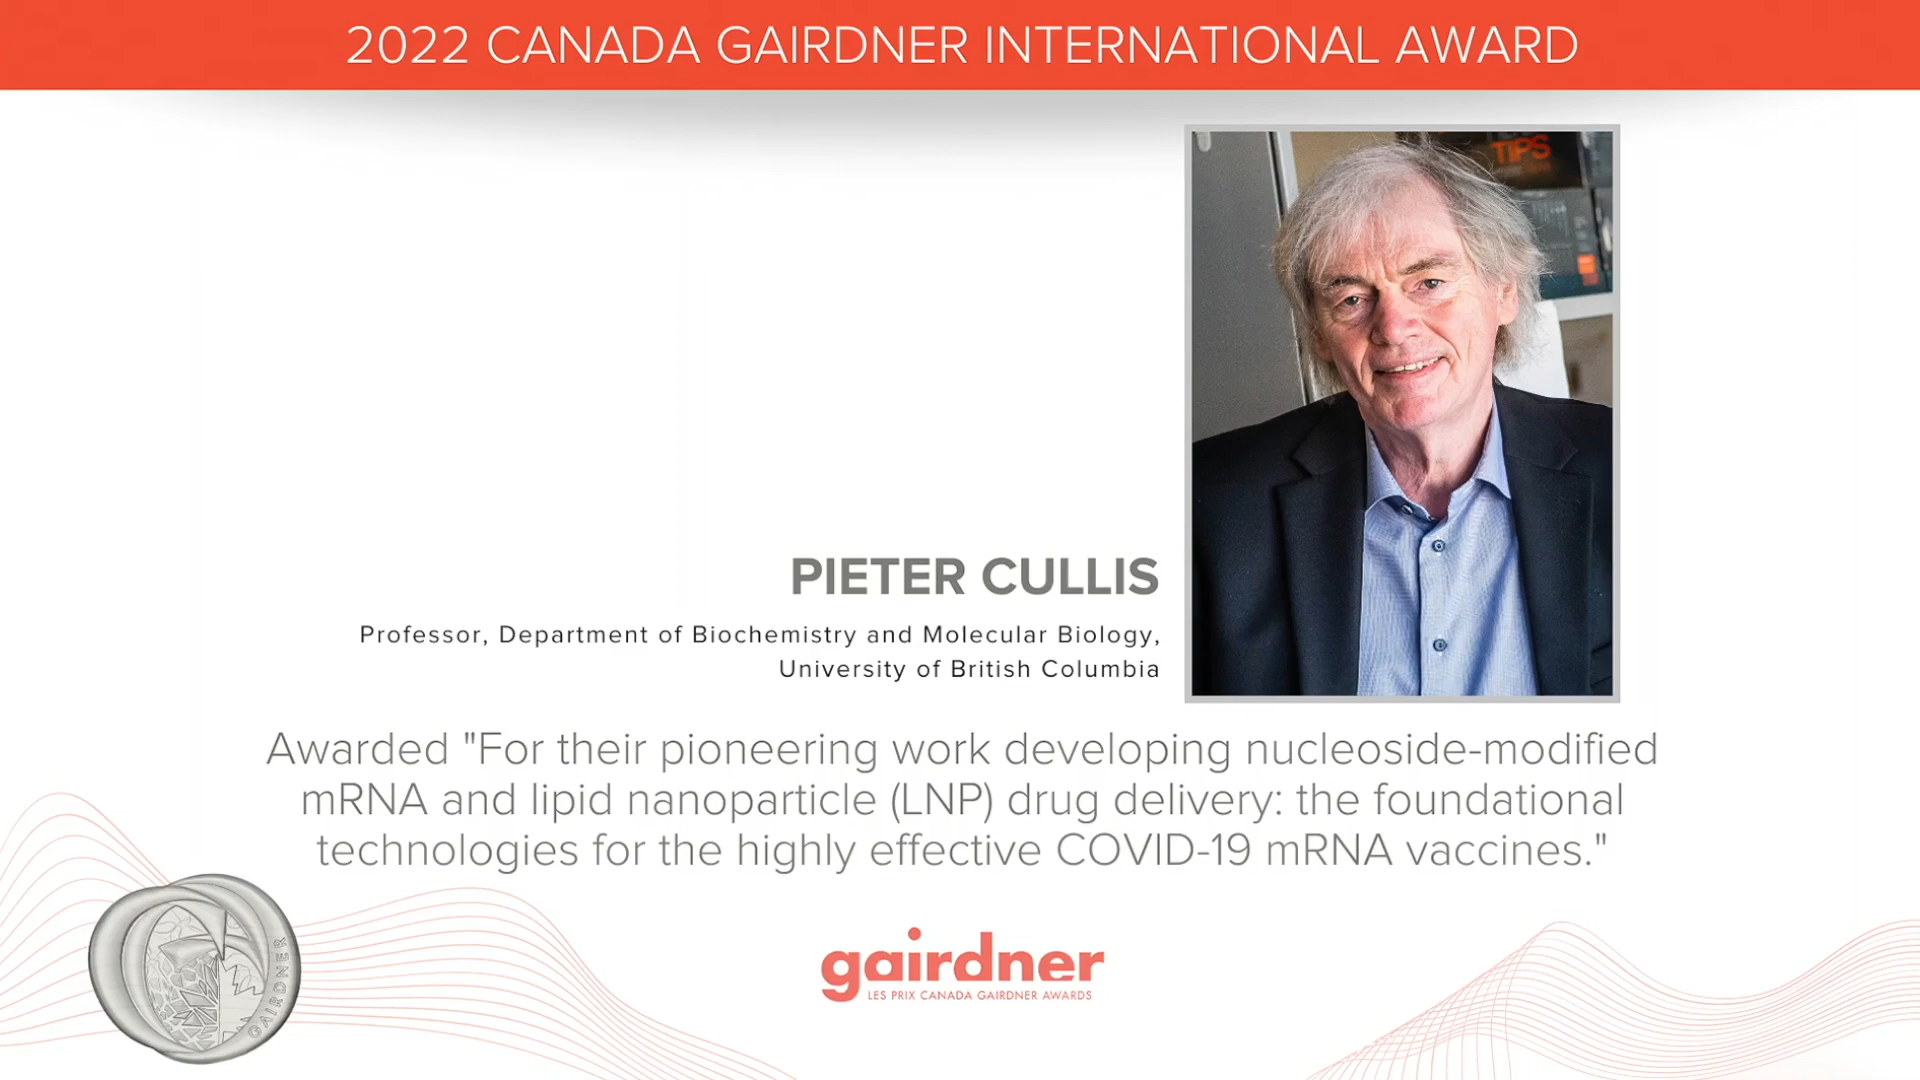 2022 CANADA GAIRDNER INTERNATIONAL AWARD
TIPS
PIETER CULLIS
Professor, Department of Biochemistry and Molecular Biology,
University of British Columbia
Awarded "For their pioneering work developing nucleoside-modified
mRNA and lipid nanoparticle (LNP) drug delivery: the foundational
technologies for the highly effective COVID-19 mRNA vaccines."
GAIRDNER
gairdner
LES PRIX CANADA GAIRDNER AWARDS